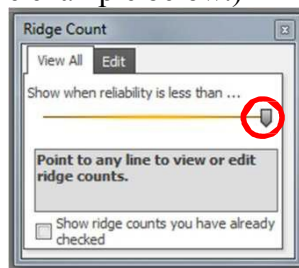 Ridge Count
View All Edit
Show when reliability is less than ...
Point to any line to view or edit
ridge counts.
Show ridge counts you have already
checked